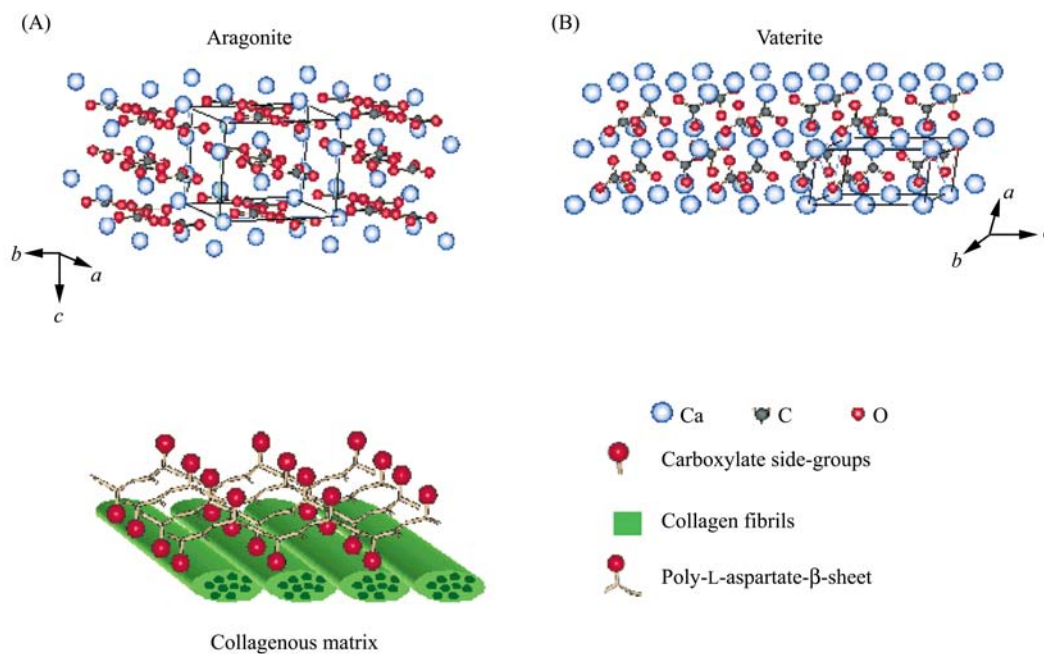 (A)
Aragonite
(B)
Vaterite
b
a
c
a
b
Ca
C
O
Carboxylate side-groups
Collagen fibrils
Poly-L-aspartate-β-sheet
Collagenous matrix